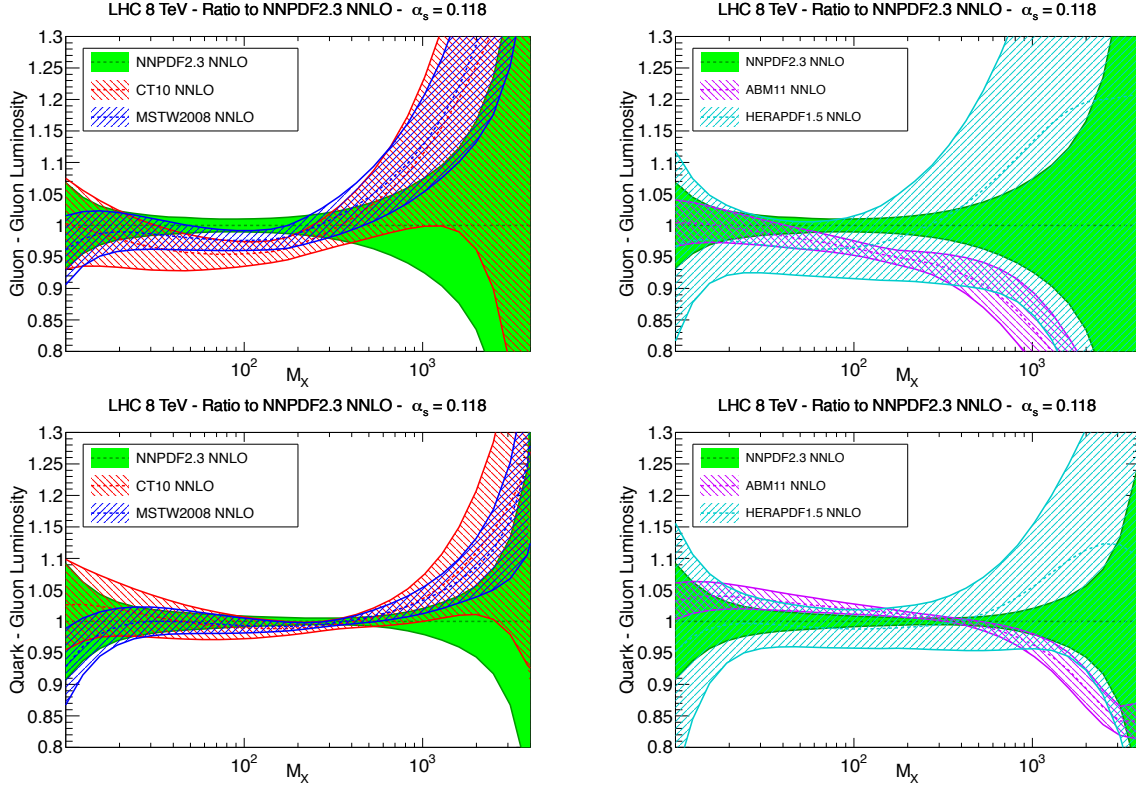 LHC 8 TeV - Ratio to NNPDF2.3 NNLO - αs = 0.118
Gluon - Gluon Luminosity
1.3
1.25
1.2
1.15
1.1
1.05
1
0.95
0.9
0.85
0.8
NNPDF2.3 NNLO
CT10 NNLO
MSTW2008 NNLO
10²
10³
MX
LHC 8 TeV - Ratio to NNPDF2.3 NNLO - αs = 0.118
Gluon - Gluon Luminosity
1.3
1.25
1.2
1.15
1.1
1.05
1
0.95
0.9
0.85
0.8
NNPDF2.3 NNLO
ABM11 NNLO
HERAPDF1.5 NNLO
10²
10³
MX
LHC 8 TeV - Ratio to NNPDF2.3 NNLO - αs = 0.118
Quark - Gluon Luminosity
1.3
1.25
1.2
1.15
1.1
1.05
1
0.95
0.9
0.85
0.8
NNPDF2.3 NNLO
CT10 NNLO
MSTW2008 NNLO
10²
10³
MX
LHC 8 TeV - Ratio to NNPDF2.3 NNLO - αs = 0.118
Quark - Gluon Luminosity
1.3
1.25
1.2
1.15
1.1
1.05
1
0.95
0.9
0.85
0.8
NNPDF2.3 NNLO
ABM11 NNLO
HERAPDF1.5 NNLO
10²
10³
MX